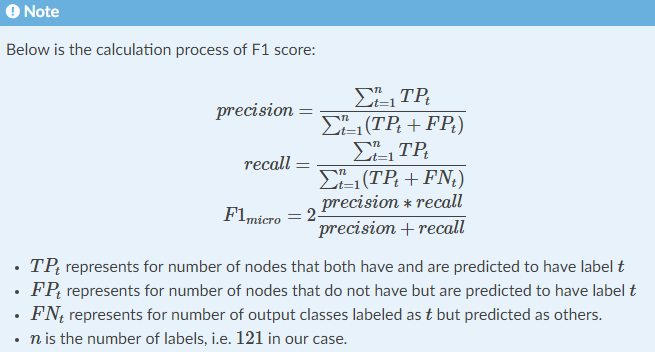 Note
Below is the calculation process of F1 score:
precision = \frac{\sum_{t=1}^{n} TP_t}{\sum_{t=1}^{n} (TP_t + FP_t)}
recall = \frac{\sum_{t=1}^{n} TP_t}{\sum_{t=1}^{n} (TP_t + FN_t)}
F1_{micro} = 2 \frac{precision * recall}{precision + recall}
• TP_t represents for number of nodes that both have and are predicted to have label t
• FP_t represents for number of nodes that do not have but are predicted to have label t
• FN_t represents for number of output classes labeled as t but predicted as others.
• n is the number of labels, i.e. 121 in our case.